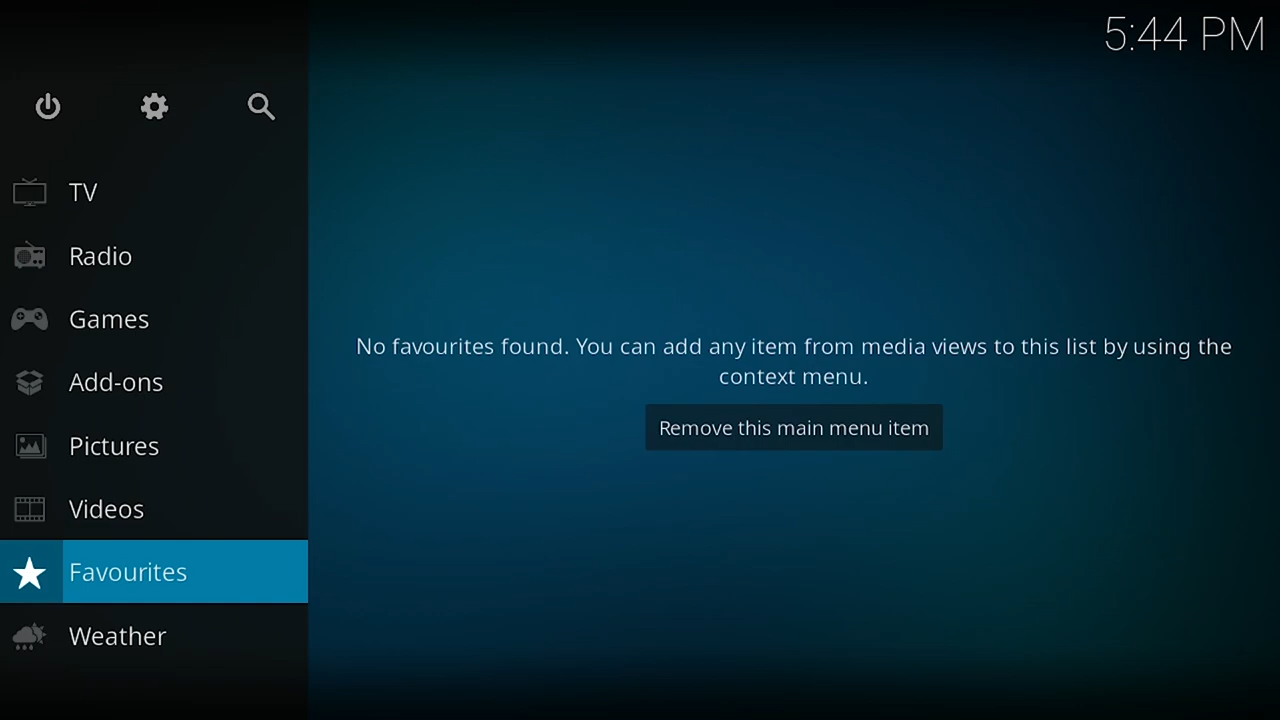 5:44 PM
TV
Radio
Games
Add-ons
Pictures
Videos
Favourites
Weather
No favourites found. You can add any item from media views to this list by using the
context menu.
Remove this main menu item